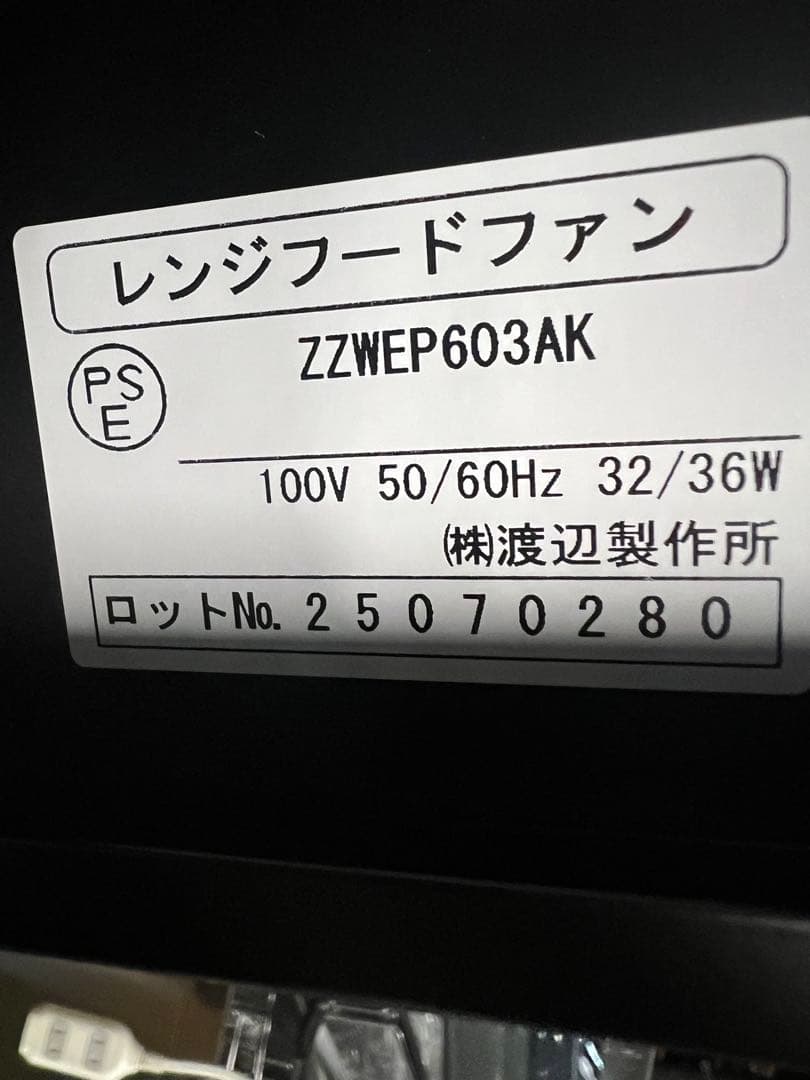 レンジフードファン
ZZWEP603AK
PS
E
100V 50/60Hz 32/36W
㈱渡辺製作所
ロットNo. 25070280